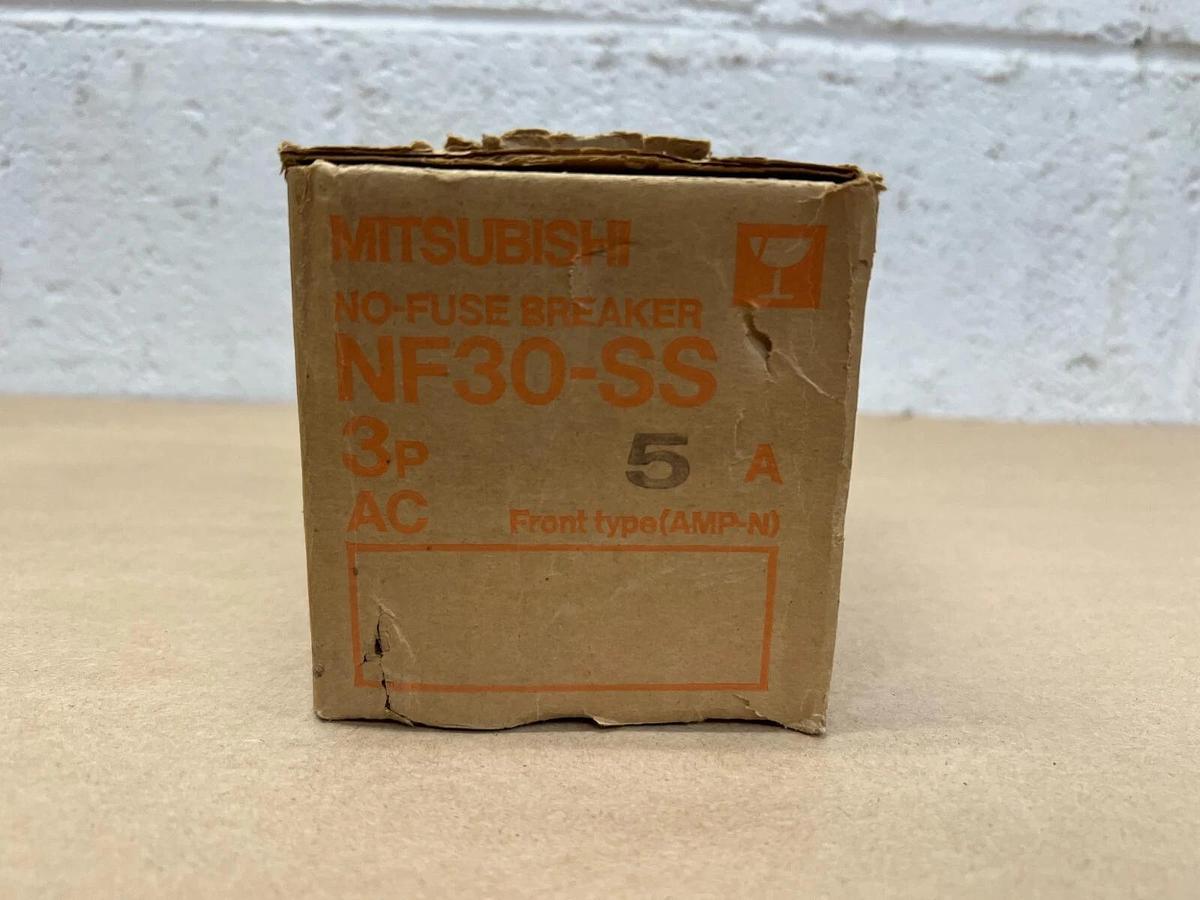 MITSUBISHI
NO-FUSE BREAKER
NF30-SS
3P 5 A
AC Front type(AMP-N)